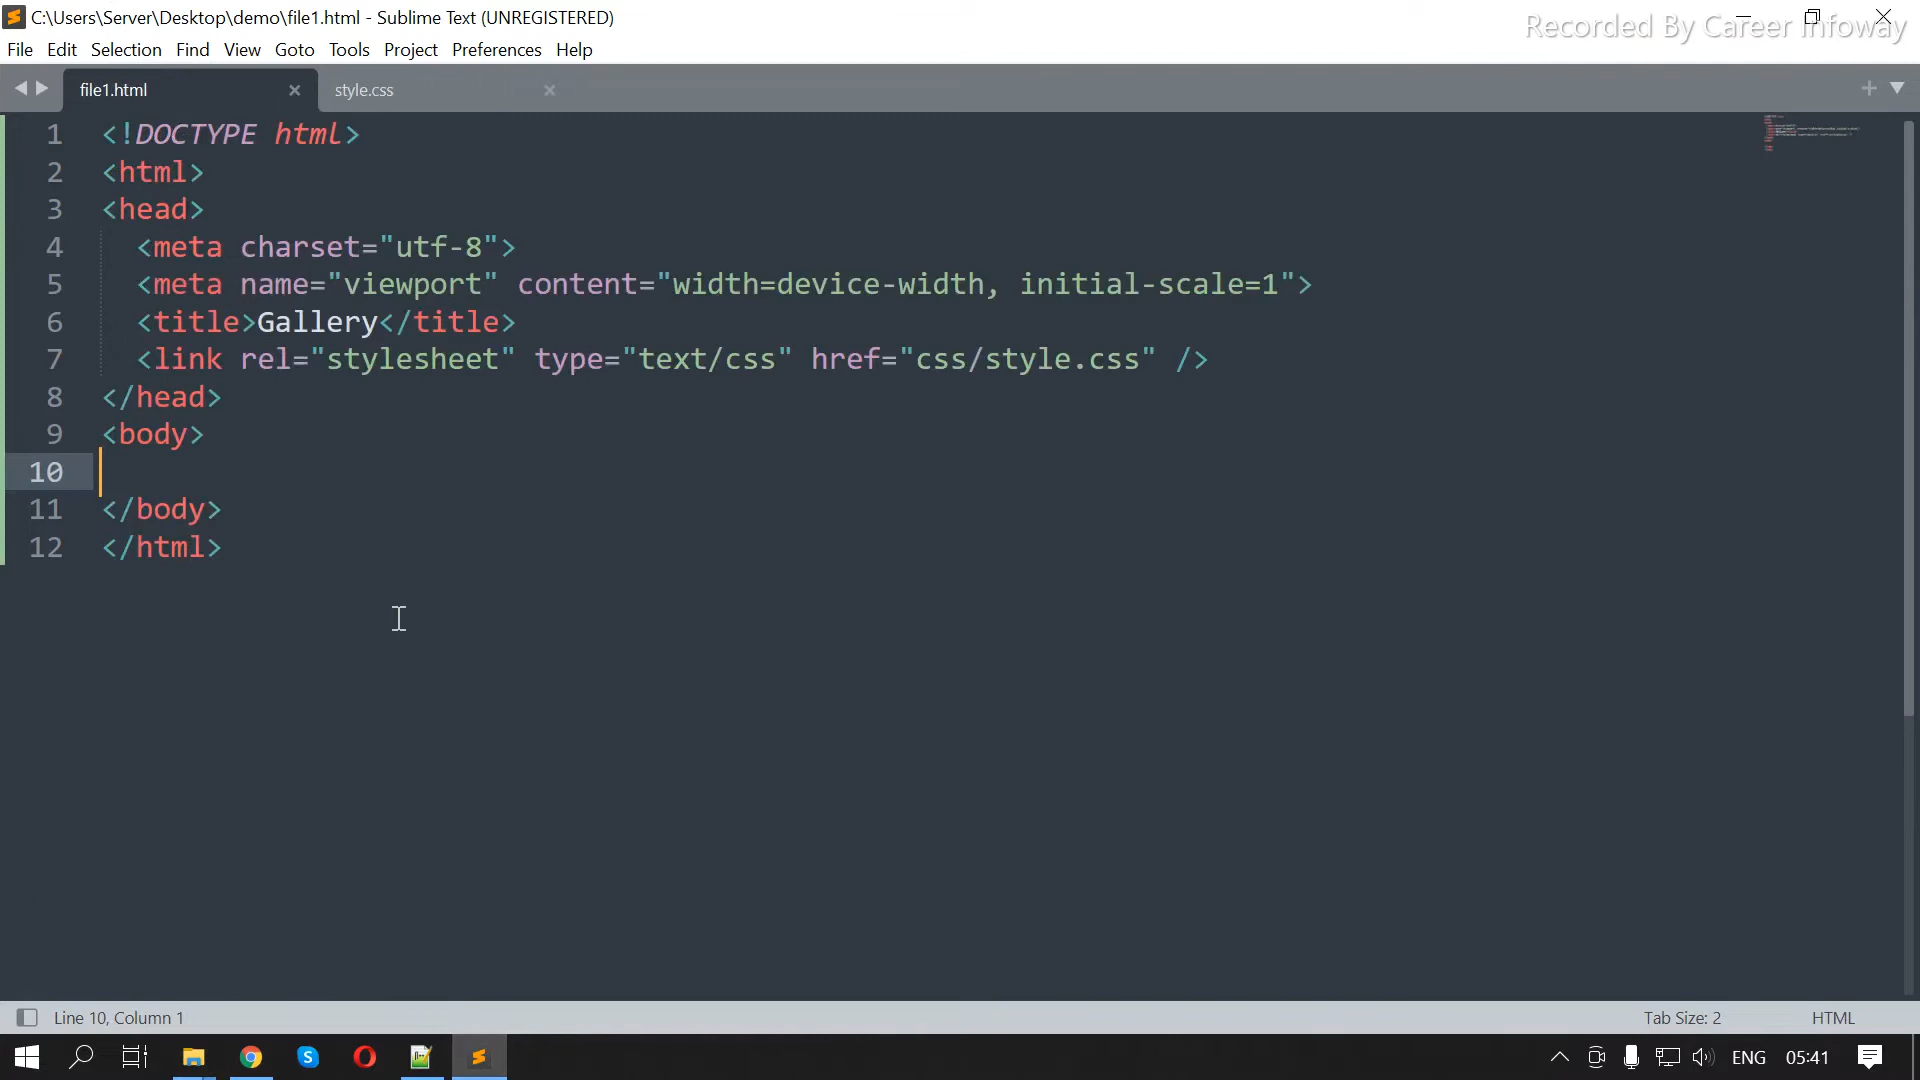 C:\Users\Server\Desktop\demo\file1.html - Sublime Text (UNREGISTERED)
Recorded By Career Infoway
File Edit Selection Find View Goto Tools Project Preferences Help
file1.html
style.css
1 <!DOCTYPE html>
2 <html>
3 <head>
4 <meta charset="utf-8">
5 <meta name="viewport" content="width=device-width, initial-scale=1">
6 <title>Gallery</title>
7 <link rel="stylesheet" type="text/css" href="css/style.css" />
8 </head>
9 <body>
10
11 </body>
12 </html>
Line 10, Column 1
Tab Size: 2
HTML
ENG 05:41